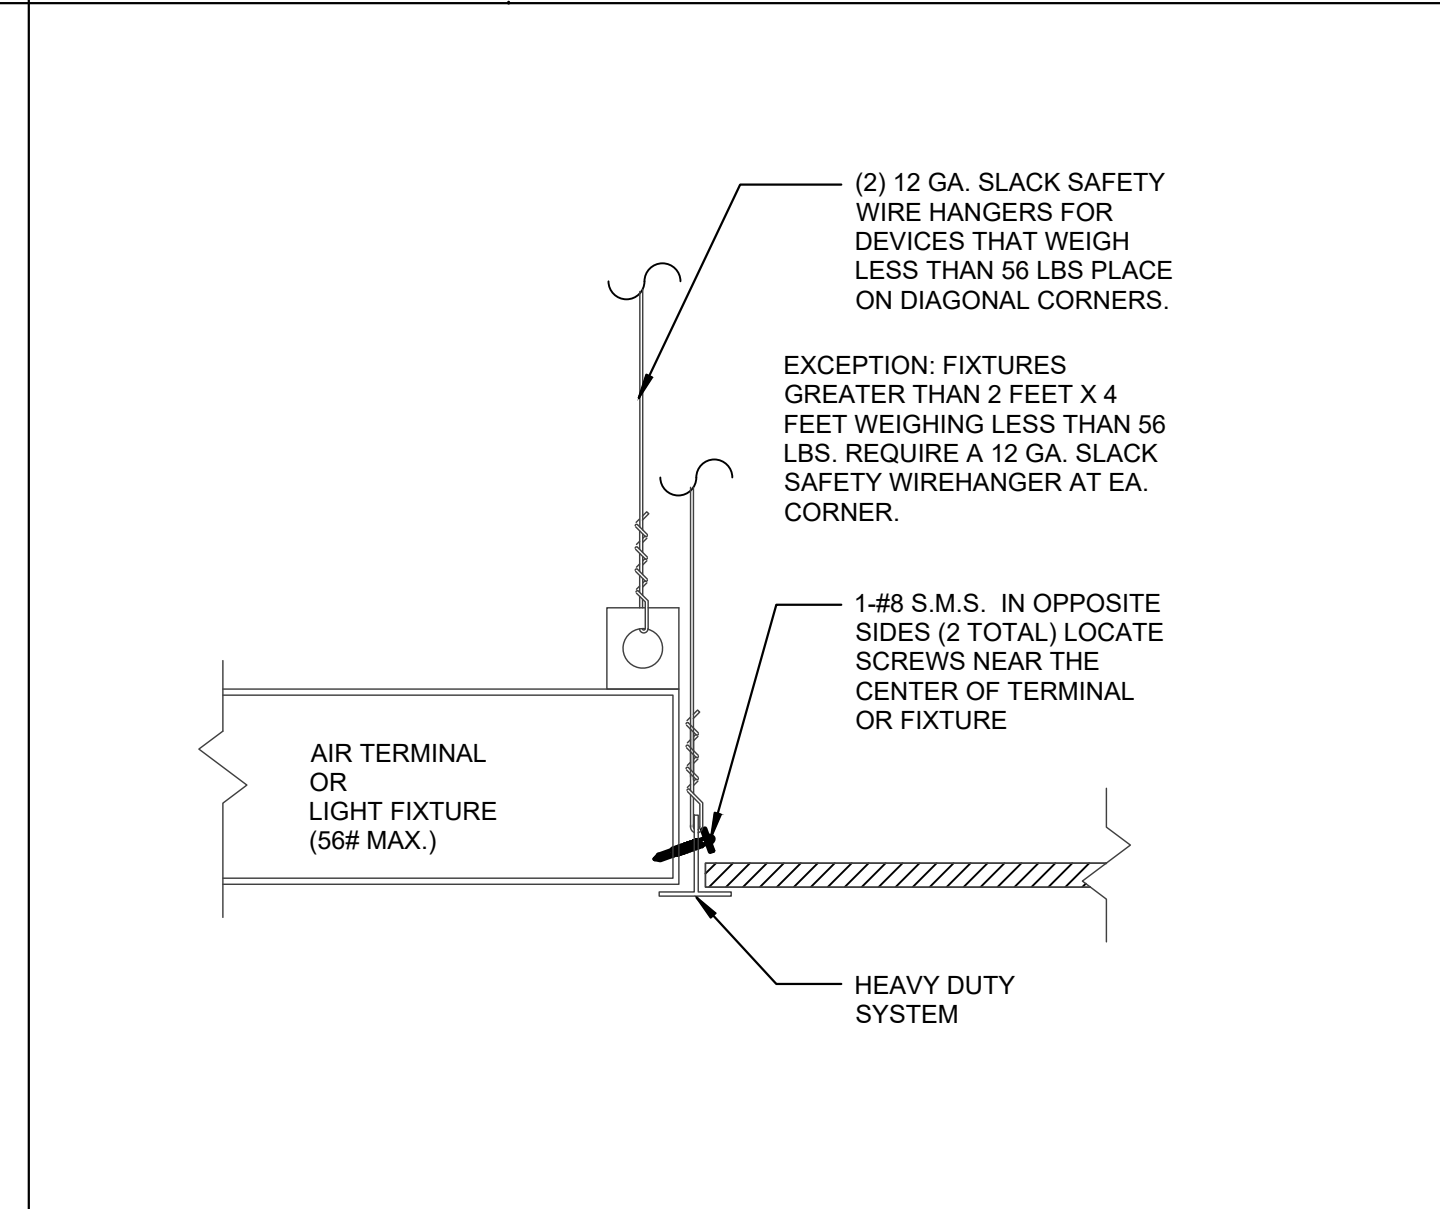 (2) 12 GA. SLACK SAFETY
WIRE HANGERS FOR
DEVICES THAT WEIGH
LESS THAN 56 LBS PLACE
ON DIAGONAL CORNERS.
EXCEPTION: FIXTURES
GREATER THAN 2 FEET X 4
FEET WEIGHING LESS THAN 56
LBS. REQUIRE A 12 GA. SLACK
SAFETY WIREHANGER AT EA.
CORNER.
1-#8 S.M.S. IN OPPOSITE
SIDES (2 TOTAL) LOCATE
SCREWS NEAR THE
CENTER OF TERMINAL
OR FIXTURE
AIR TERMINAL
OR
LIGHT FIXTURE
(56# MAX.)
HEAVY DUTY
SYSTEM